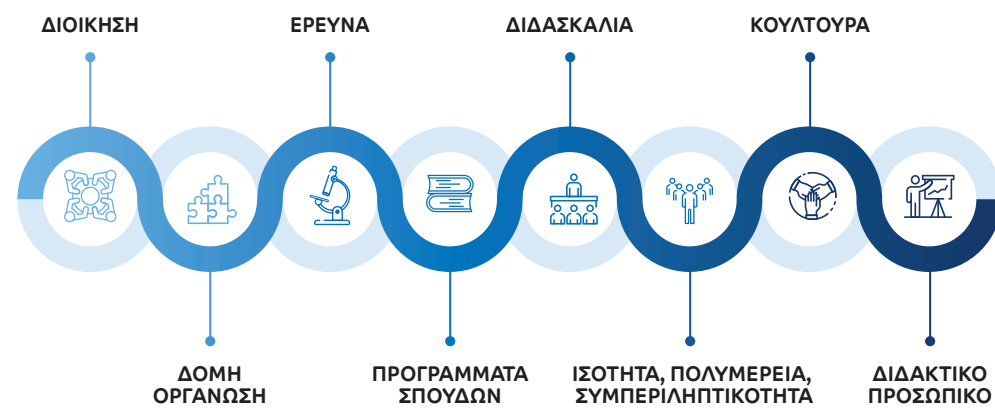 ΔΙΟΙΚΗΣΗ
ΕΡΕΥΝΑ
ΔΙΔΑΣΚΑΛΙΑ
ΚΟΥΛΤΟΥΡΑ
ΔΟΜΗ
ΟΡΓΑΝΩΣΗ
ΠΡΟΓΡΑΜΜΑΤΑ
ΣΠΟΥΔΩΝ
ΙΣΟΤΗΤΑ, ΠΟΛΥΜΕΡΕΙΑ,
ΣΥΜΠΕΡΙΛΗΠΤΙΚΟΤΗΤΑ
ΔΙΔΑΚΤΙΚΟ
ΠΡΟΣΩΠΙΚΟ